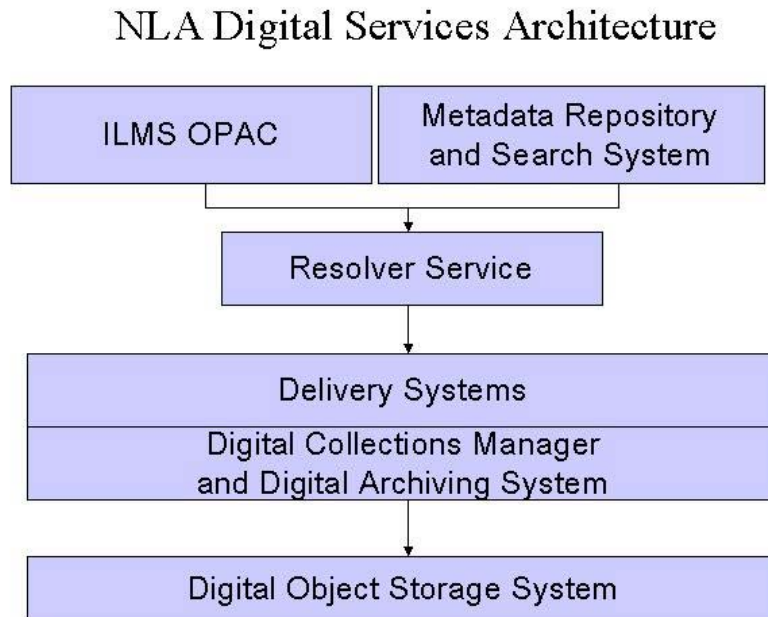 NLA Digital Services Architecture
ILMS OPAC
Metadata Repository
and Search System
Resolver Service
Delivery Systems
Digital Collections Manager
and Digital Archiving System
Digital Object Storage System